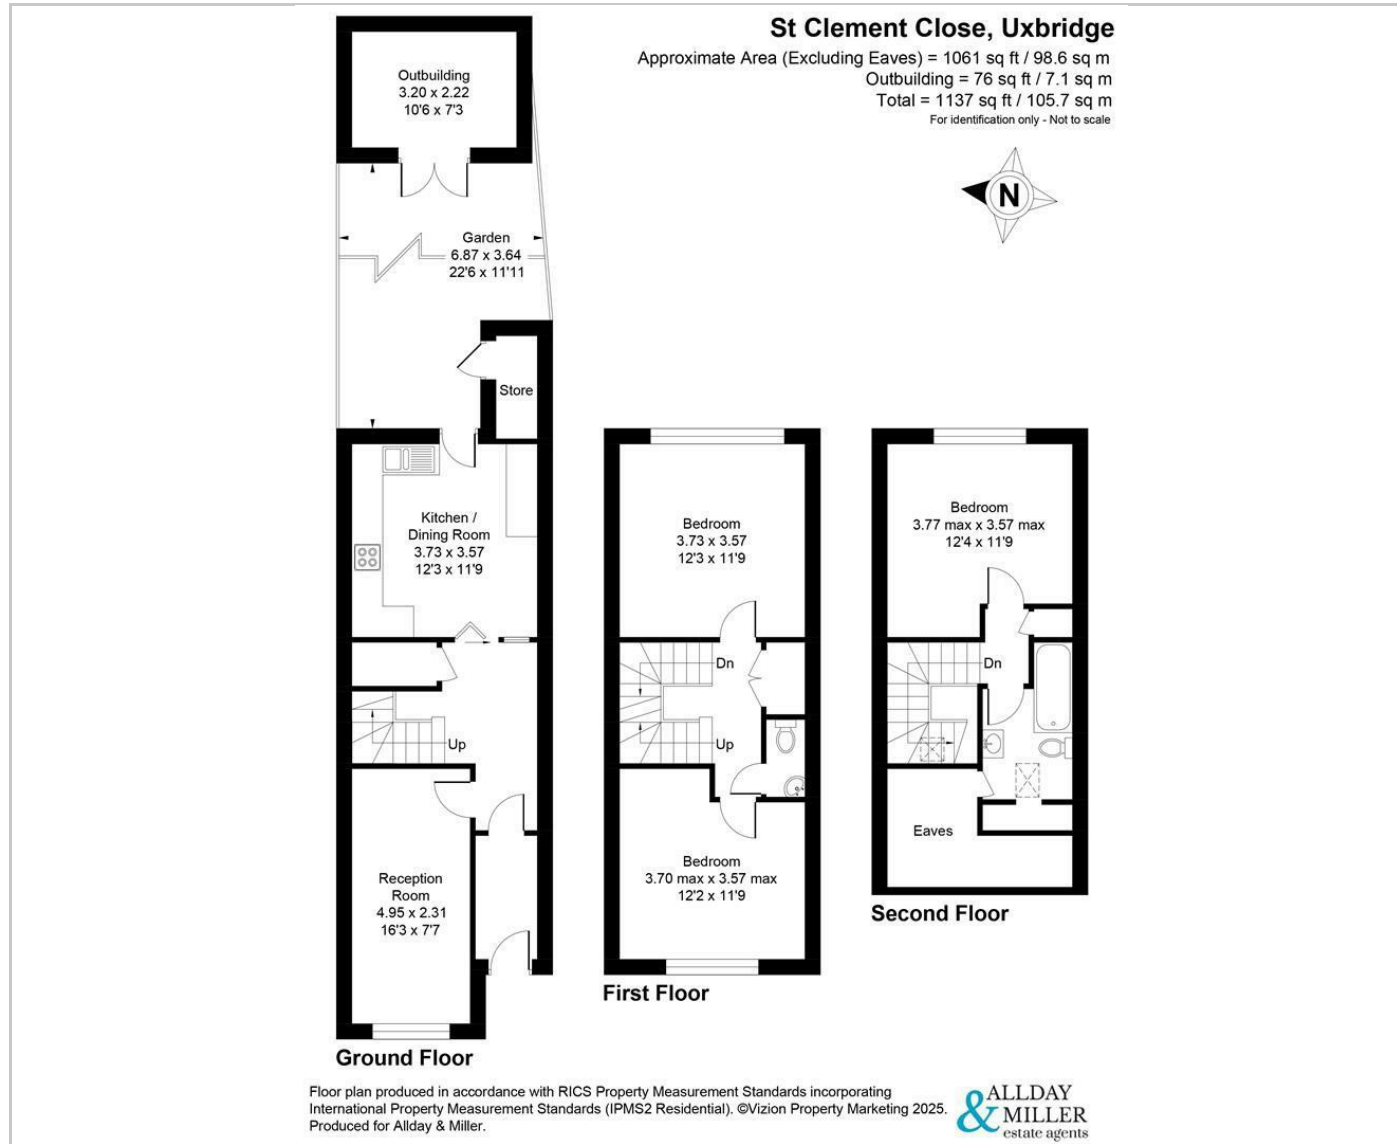 St Clement Close, Uxbridge
Approximate Area (Excluding Eaves) = 1061 sq ft / 98.6 sq m
Outbuilding = 76 sq ft / 7.1 sq m
Total = 1137 sq ft / 105.7 sq m
For identification only - Not to scale
N
Outbuilding
3.20 x 2.22
10'6 x 7'3
Garden
6.87 x 3.64
22'6 x 11'11
Store
Kitchen /
Dining Room
3.73 x 3.57
12'3 x 11'9
Up
Reception
Room
4.95 x 2.31
16'3 x 7'7
Ground Floor
Bedroom
3.73 x 3.57
12'3 x 11'9
Dn
Up
Bedroom
3.70 max x 3.57 max
12'2 x 11'9
First Floor
Bedroom
3.77 max x 3.57 max
12'4 x 11'9
Dn
Eaves
Second Floor
Floor plan produced in accordance with RICS Property Measurement Standards incorporating
International Property Measurement Standards (IPMS2 Residential). ©Vizion Property Marketing 2025.
Produced for Allday & Miller.
ALLDAY
& MILLER
estate agents